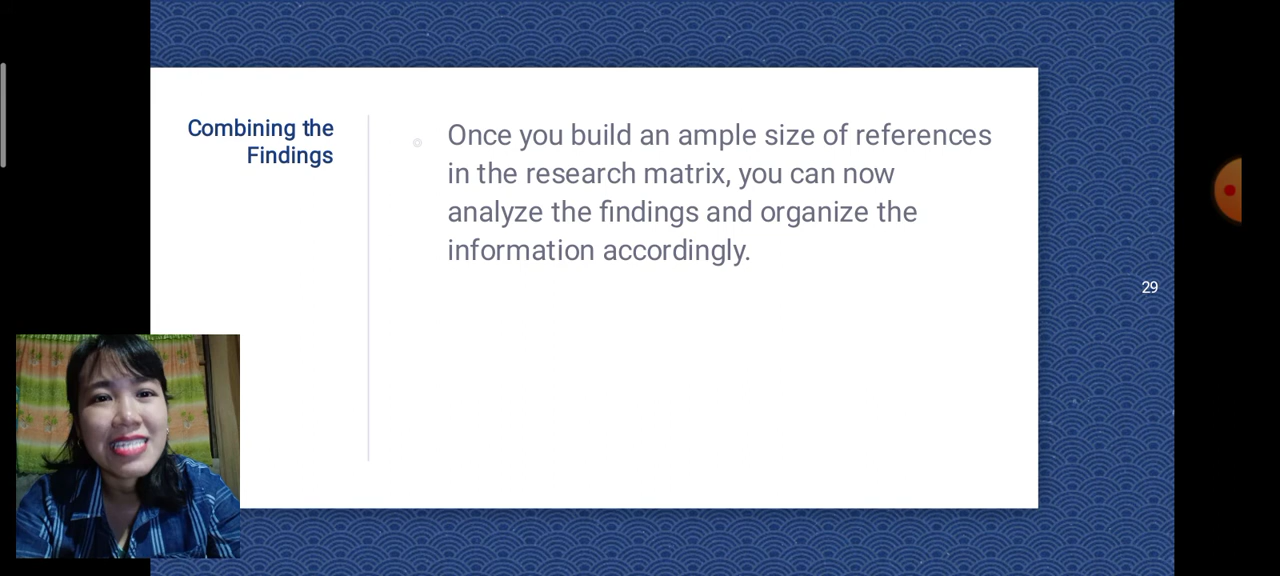 Combining the
Findings
Once you build an ample size of references
in the research matrix, you can now
analyze the findings and organize the
information accordingly.
29